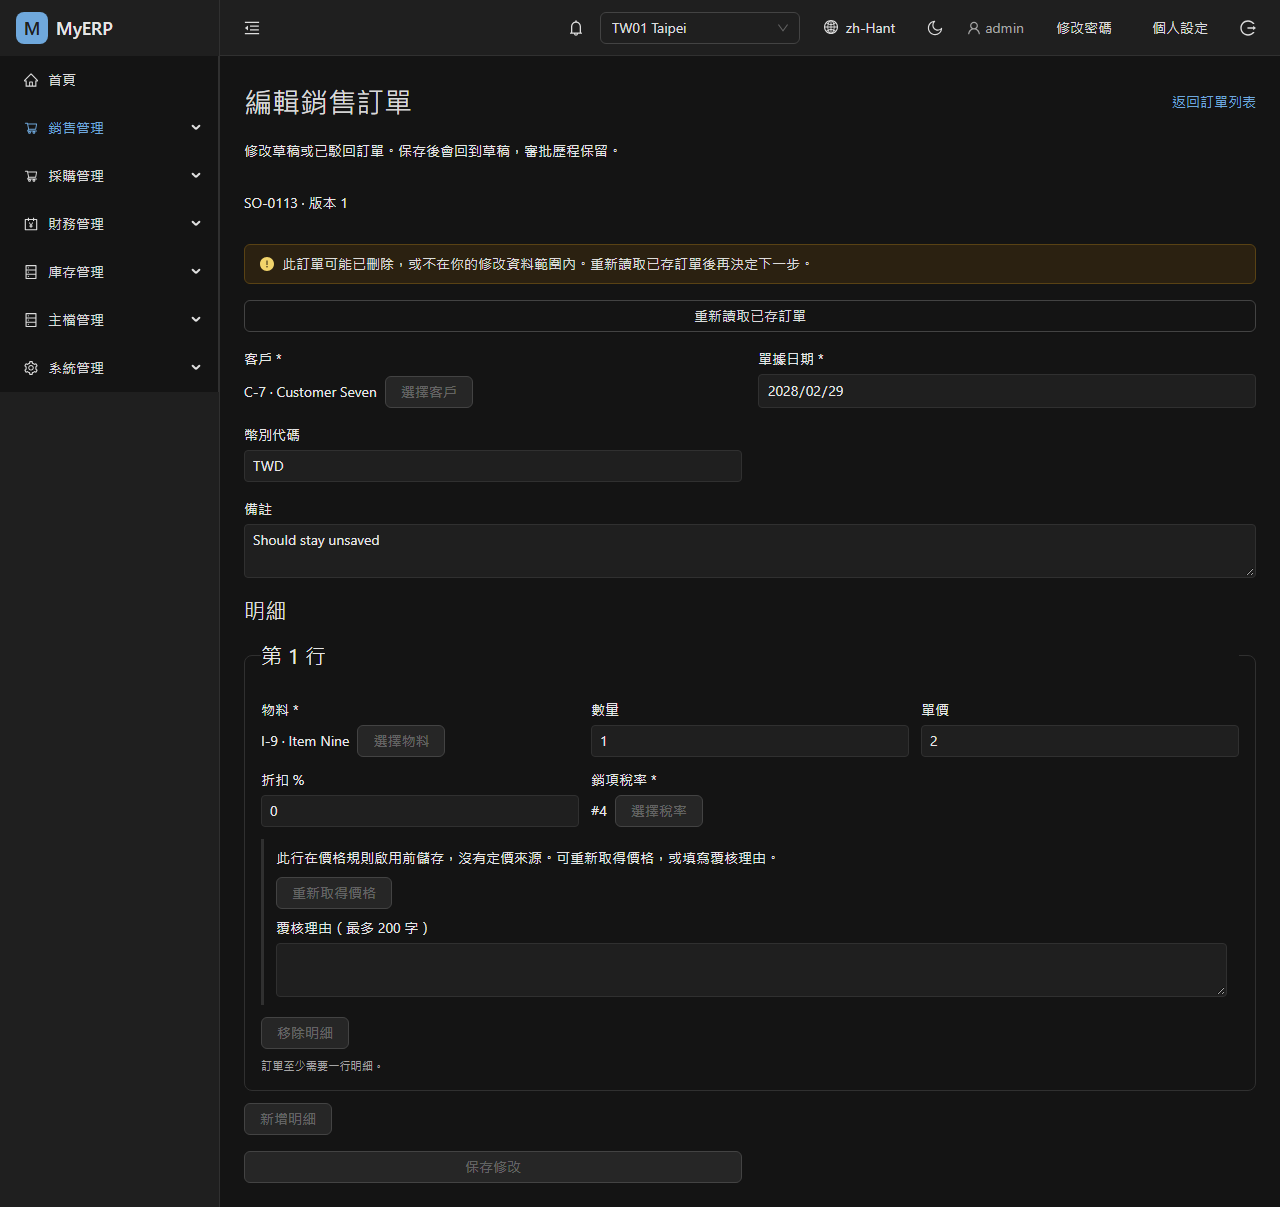 M MyERP
TW01 Taipei
zh-Hant
admin
修改密碼
個人設定
首頁
銷售管理
採購管理
財務管理
庫存管理
主檔管理
系統管理
編輯銷售訂單
返回訂單列表
修改草稿或已駁回訂單。保存後會回到草稿，審批歷程保留。
SO-0113 · 版本 1
此訂單可能已刪除，或不在你的修改資料範圍內。重新讀取已存訂單後再決定下一步。
重新讀取已存訂單
客戶 *
C-7 · Customer Seven
選擇客戶
單據日期 *
2028/02/29
幣別代碼
TWD
備註
Should stay unsaved
明細
第 1 行
物料 *
I-9 · Item Nine
選擇物料
數量
1
單價
2
折扣 %
0
銷項稅率 *
#4
選擇稅率
此行在價格規則啟用前儲存，沒有定價來源。可重新取得價格，或填寫覆核理由。
重新取得價格
覆核理由（最多 200 字）
移除明細
訂單至少需要一行明細。
新增明細
保存修改